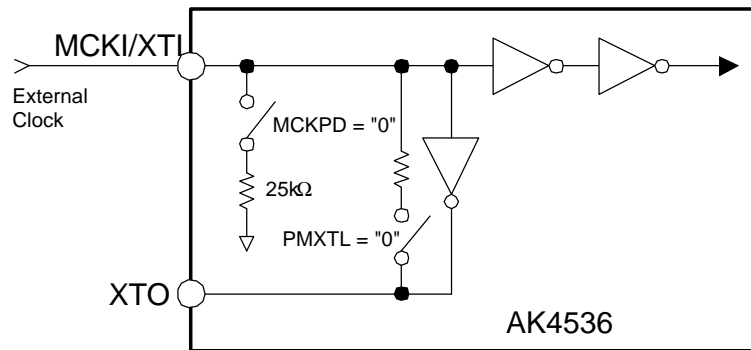 MCKI/XTI
External
Clock
MCKPD = "0"
25kΩ
PMXTL = "0"
XTO
AK4536